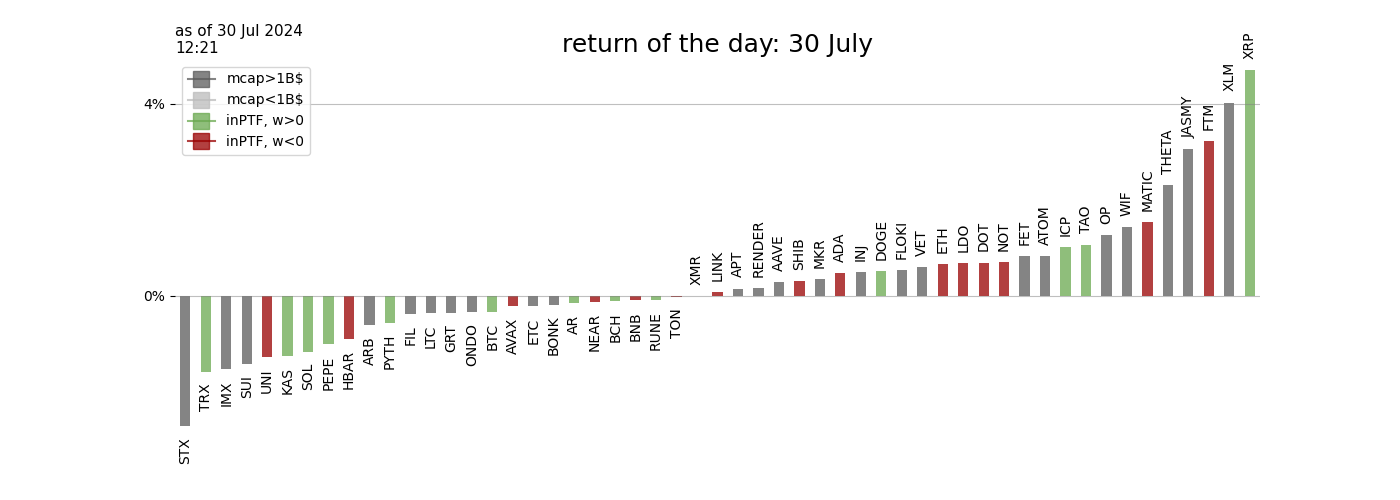 as of 30 Jul 2024
12:21
return of the day: 30 July
mcap>1B$
mcap<1B$
inPTF, w>0
inPTF, w<0
4%
0%
STX
TRX
IMX
SUI
UNI
KAS
SOL
PEPE
HBAR
ARB
PYTH
FIL
LTC
GRT
ONDO
BTC
AVAX
ETC
BONK
AR
NEAR
BCH
BNB
RUNE
TON
XMR
LINK
APT
RENDER
AAVE
SHIB
MKR
ADA
INJ
DOGE
FLOKI
VET
ETH
LDO
DOT
NOT
FET
ATOM
ICP
TAO
OP
WIF
MATIC
THETA
JASMY
FTM
XLM
XRP